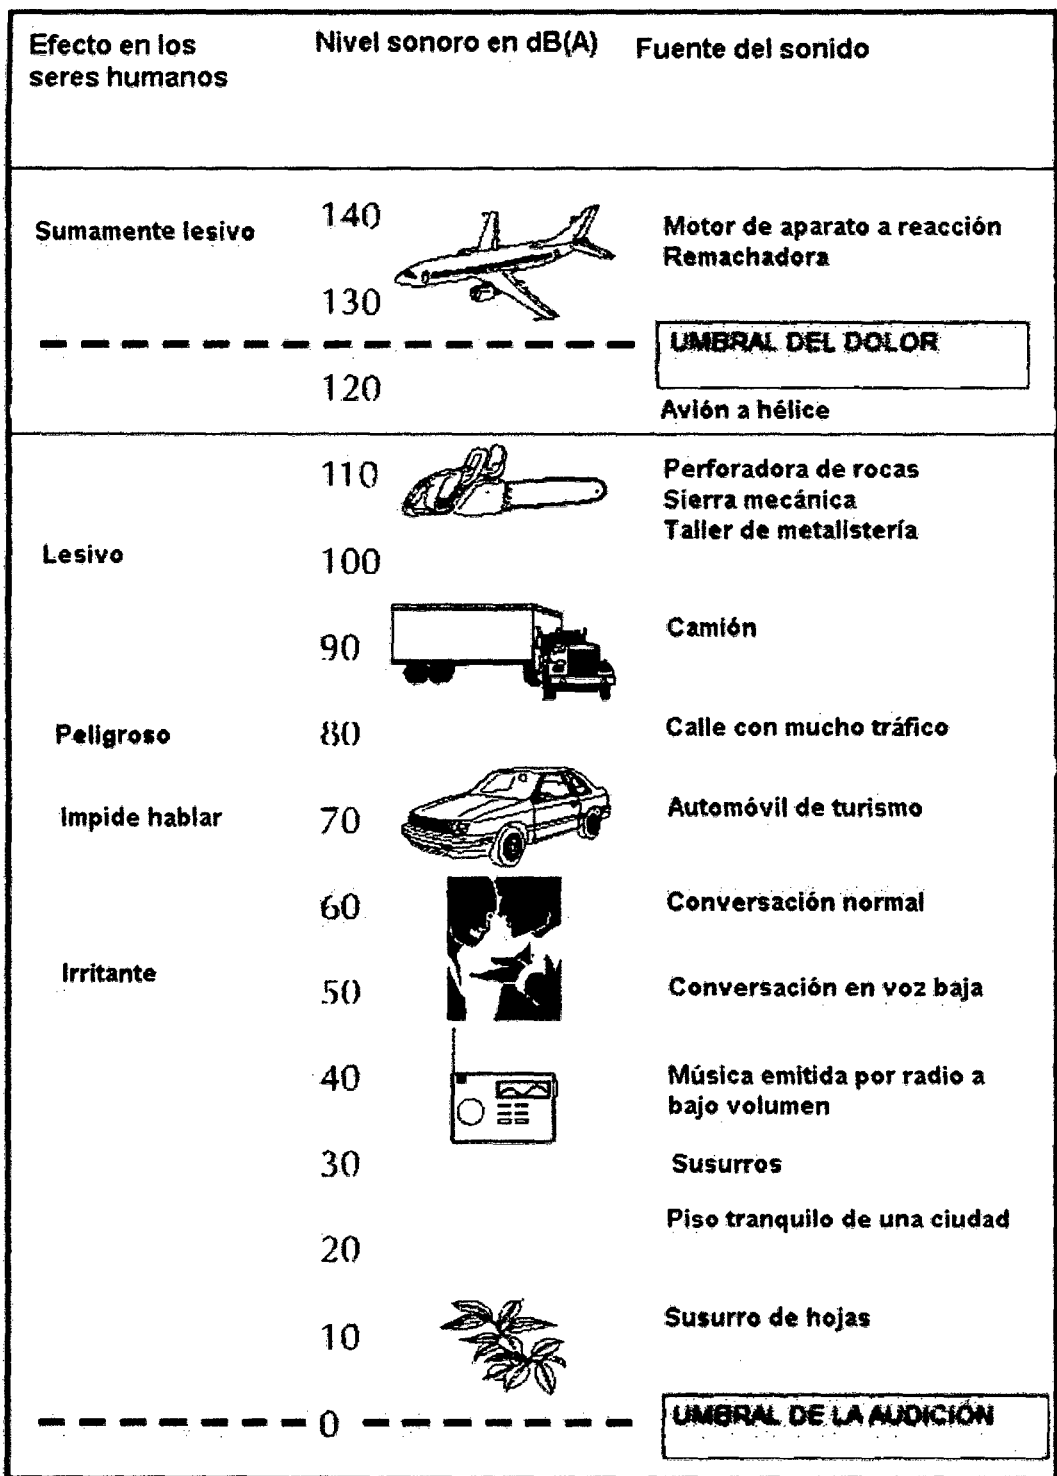 Efecto en los
seres humanos
Nivel sonoro en dB(A)
Fuente del sonido
Sumamente lesivo
140
Motor de aparato a reacción
Remachadora
130
UMBRAL DEL DOLOR
120
Avión a hélice
110
Perforadora de rocas
Sierra mecánica
Taller de metalistería
Lesivo
100
90
Camión
Peligroso
80
Calle con mucho tráfico
Impide hablar
70
Automóvil de turismo
60
Conversación normal
Irritante
50
Conversación en voz baja
40
Música emitida por radio a
bajo volumen
30
Susurros
Piso tranquilo de una ciudad
20
10
Susurro de hojas
0
UMBRAL DE LA AUDICIÓN